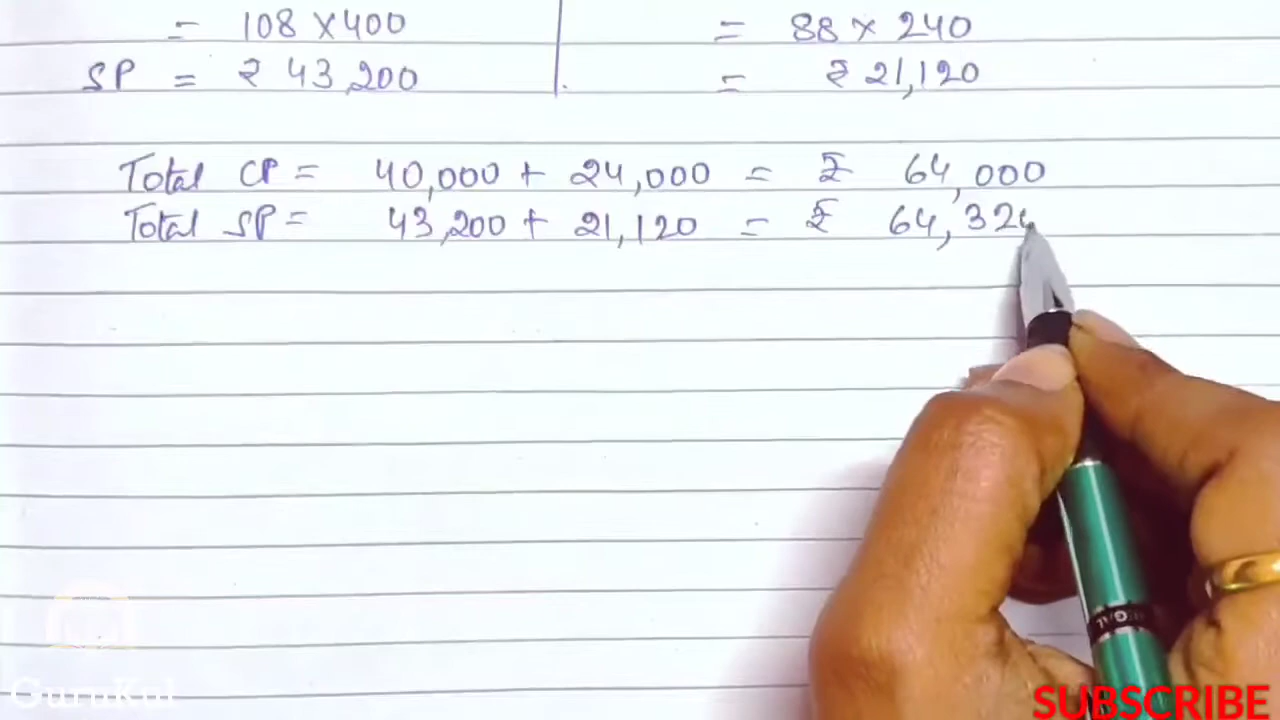 = 108 × 400 = 88 × 240
SP = ₹ 43,200 = ₹ 21,120
Total CP = 40,000 + 24,000 = ₹ 64,000
Total SP = 43,200 + 21,120 = ₹ 64,32
GuruKul
SUBSCRIBE